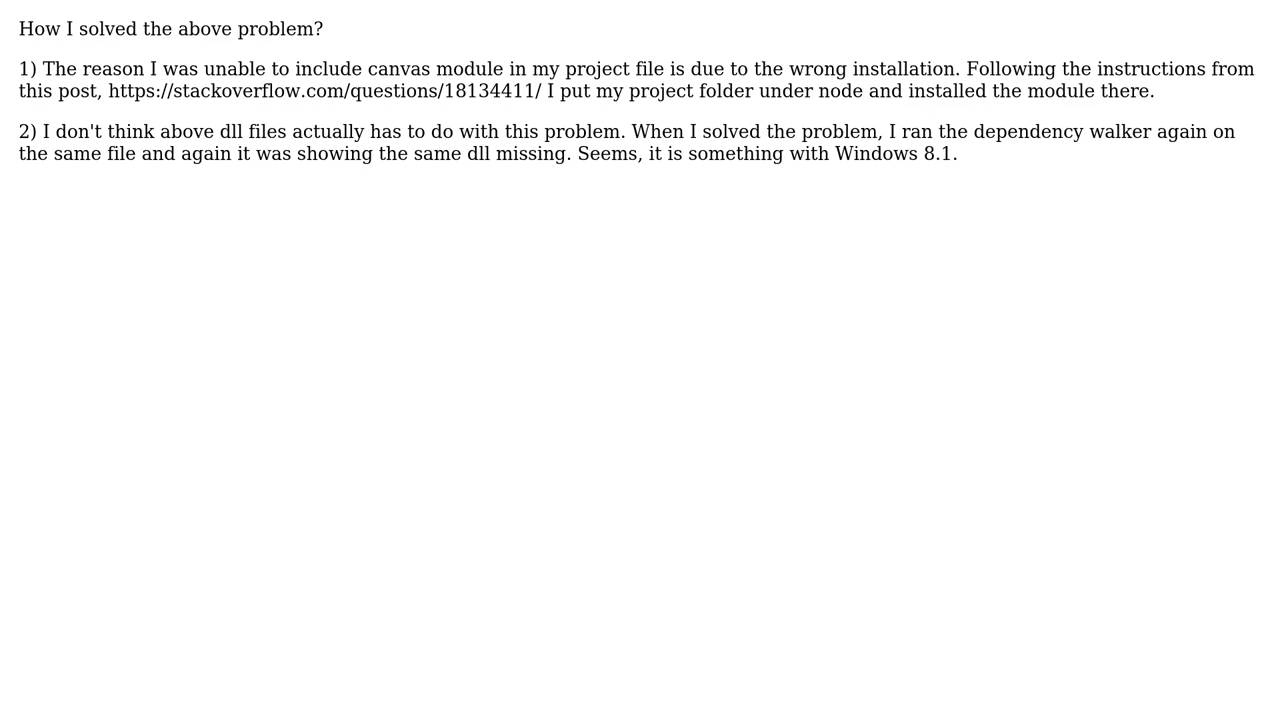 How I solved the above problem?
1) The reason I was unable to include canvas module in my project file is due to the wrong installation. Following the instructions from
this post, https://stackoverflow.com/questions/18134411/ I put my project folder under node and installed the module there.
2) I don't think above dll files actually has to do with this problem. When I solved the problem, I ran the dependency walker again on
the same file and again it was showing the same dll missing. Seems, it is something with Windows 8.1.